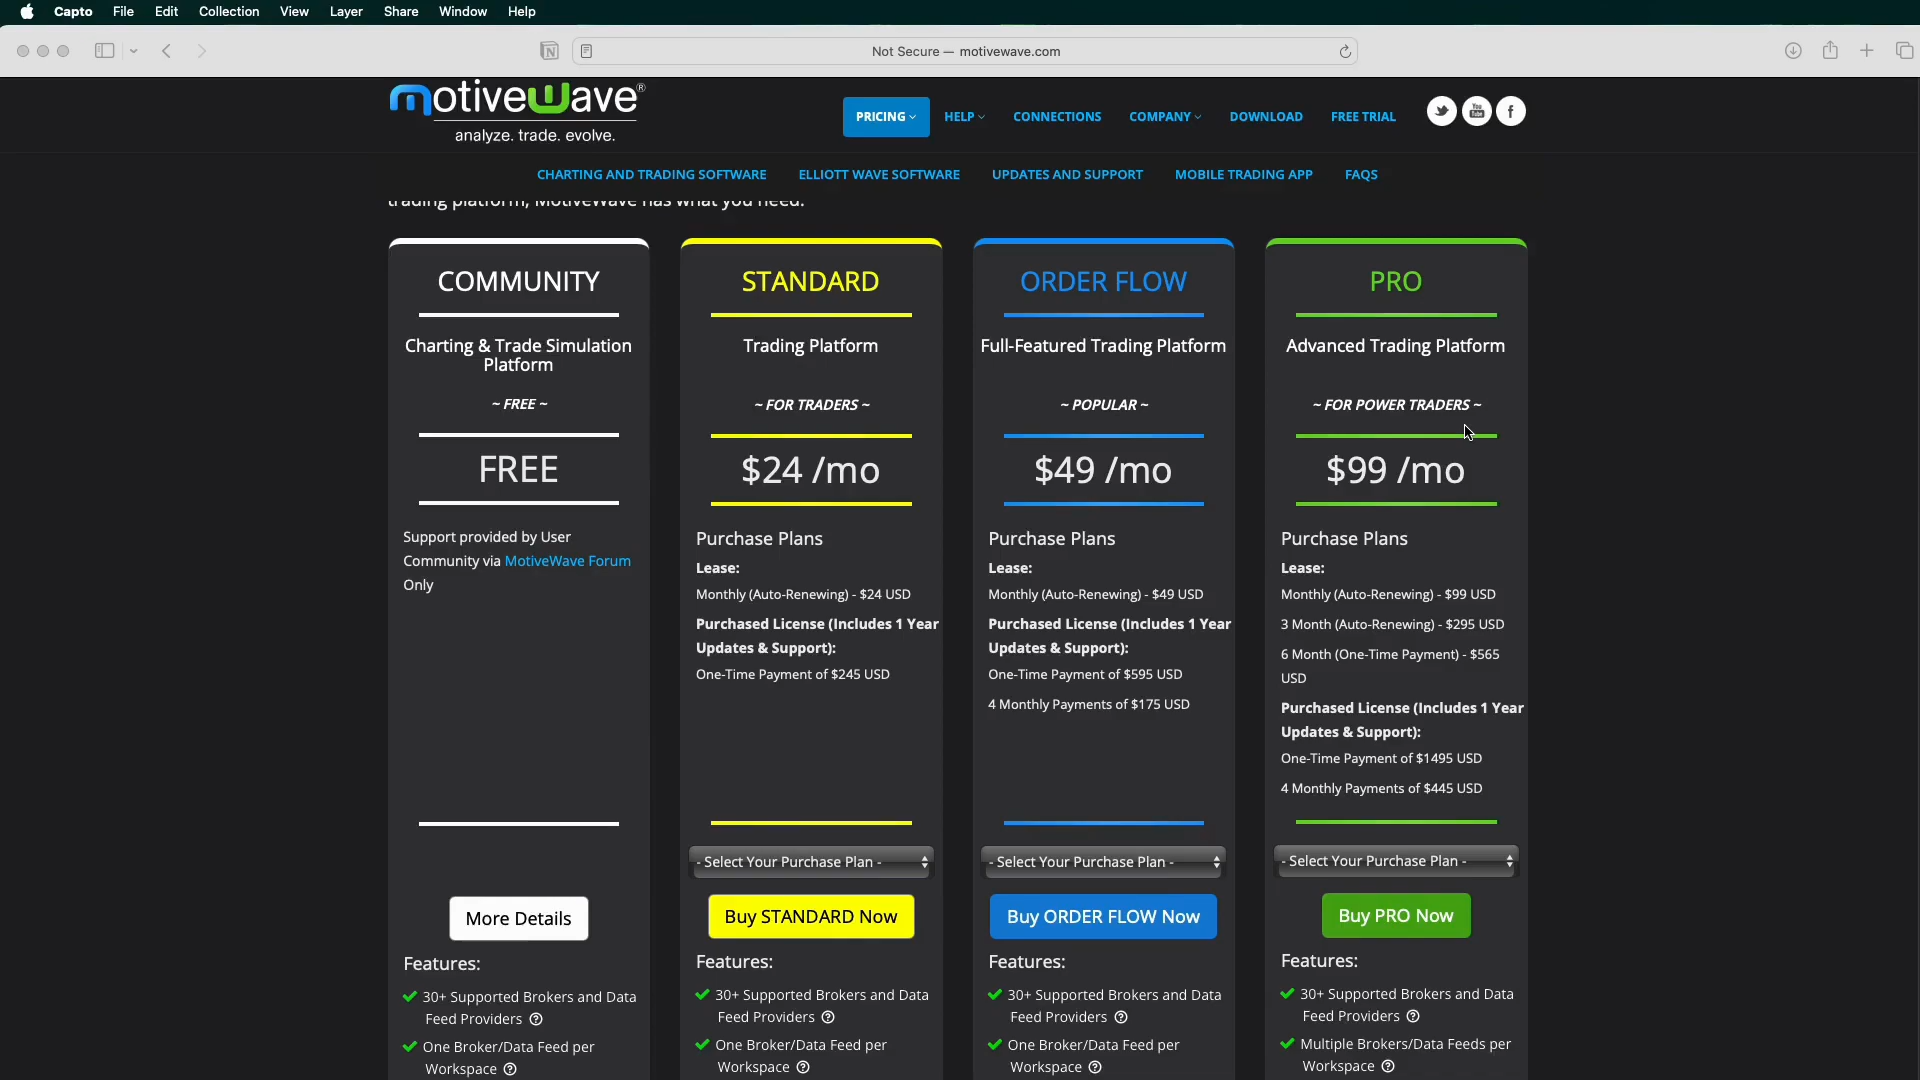 Capto File Edit Collection View Layer Share Window Help
Not Secure — motivewave.com
motivewave®
analyze. trade. evolve.
PRICING HELP CONNECTIONS COMPANY DOWNLOAD FREE TRIAL
You Tube
CHARTING AND TRADING SOFTWARE ELLIOTT WAVE SOFTWARE UPDATES AND SUPPORT MOBILE TRADING APP FAQS
trading platform, MotiveWave has what you need.
COMMUNITY
Charting & Trade Simulation
Platform
~ FREE ~
FREE
Support provided by User
Community via MotiveWave Forum
Only
More Details
Features:
30+ Supported Brokers and Data
Feed Providers
One Broker/Data Feed per
Workspace
STANDARD
Trading Platform
~ FOR TRADERS ~
$24 /mo
Purchase Plans
Lease:
Monthly (Auto-Renewing) - $24 USD
Purchased License (Includes 1 Year
Updates & Support):
One-Time Payment of $245 USD
- Select Your Purchase Plan -
Buy STANDARD Now
Features:
30+ Supported Brokers and Data
Feed Providers
One Broker/Data Feed per
Workspace
ORDER FLOW
Full-Featured Trading Platform
~ POPULAR ~
$49 /mo
Purchase Plans
Lease:
Monthly (Auto-Renewing) - $49 USD
Purchased License (Includes 1 Year
Updates & Support):
One-Time Payment of $595 USD
4 Monthly Payments of $175 USD
- Select Your Purchase Plan -
Buy ORDER FLOW Now
Features:
30+ Supported Brokers and Data
Feed Providers
One Broker/Data Feed per
Workspace
PRO
Advanced Trading Platform
~ FOR POWER TRADERS ~
$99 /mo
Purchase Plans
Lease:
Monthly (Auto-Renewing) - $99 USD
3 Month (Auto-Renewing) - $295 USD
6 Month (One-Time Payment) - $565
USD
Purchased License (Includes 1 Year
Updates & Support):
One-Time Payment of $1495 USD
4 Monthly Payments of $445 USD
- Select Your Purchase Plan -
Buy PRO Now
Features:
30+ Supported Brokers and Data
Feed Providers
Multiple Brokers/Data Feeds per
Workspace